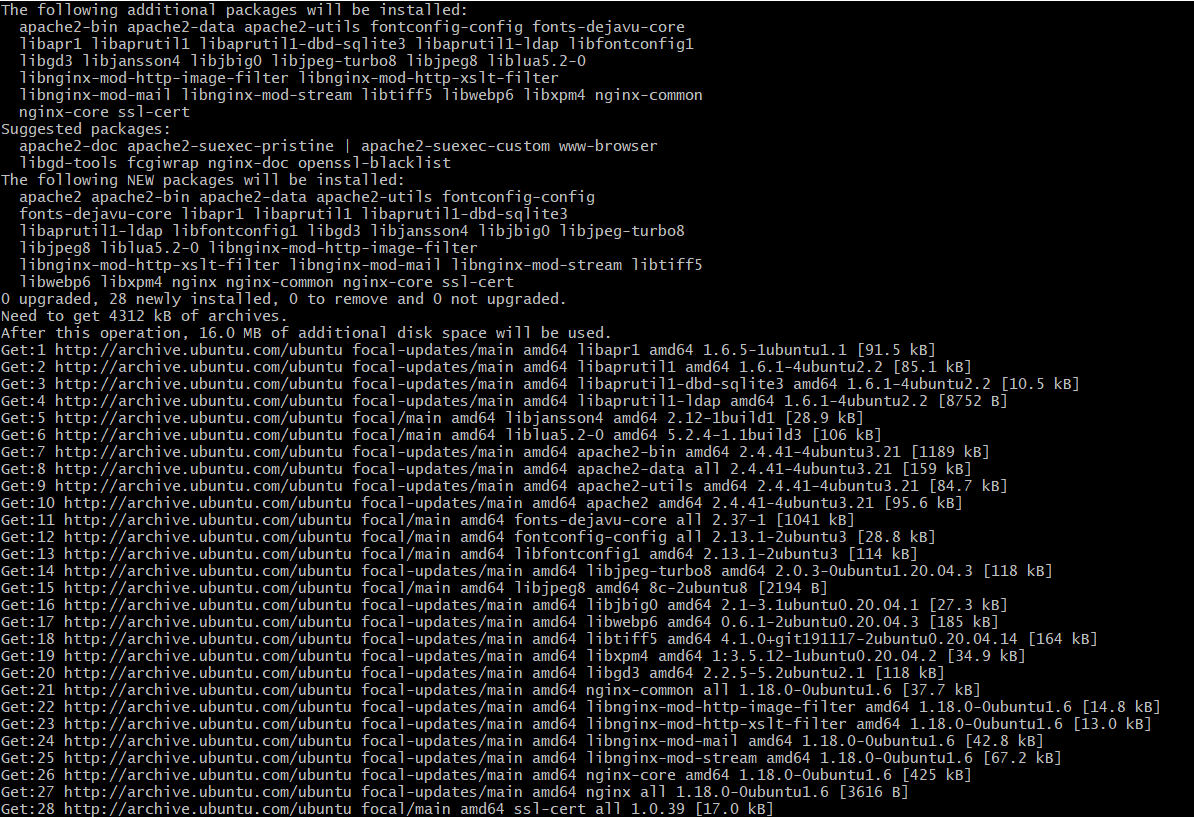 The following additional packages will be installed:
  apache2-bin apache2-data apache2-utils fontconfig-config fonts-dejavu-core
  libapr1 libaprutil1 libaprutil1-dbd-sqlite3 libaprutil1-ldap libfontconfig1
  libgd3 libjansson4 libjbig0 libjpeg-turbo8 libjpeg8 liblua5.2-0
  libnginx-mod-http-image-filter libnginx-mod-http-xslt-filter
  libnginx-mod-mail libnginx-mod-stream libtiff5 libwebp6 libxpm4 nginx-common
  nginx-core ssl-cert
Suggested packages:
  apache2-doc apache2-suexec-pristine | apache2-suexec-custom www-browser
  libgd-tools fcgiwrap nginx-doc openssl-blacklist
The following NEW packages will be installed:
  apache2 apache2-bin apache2-data apache2-utils fontconfig-config
  fonts-dejavu-core libapr1 libaprutil1 libaprutil1-dbd-sqlite3
  libaprutil1-ldap libfontconfig1 libgd3 libjansson4 libjbig0 libjpeg-turbo8
  libjpeg8 liblua5.2-0 libnginx-mod-http-image-filter
  libnginx-mod-http-xslt-filter libnginx-mod-mail libnginx-mod-stream libtiff5
  libwebp6 libxpm4 nginx nginx-common nginx-core ssl-cert
0 upgraded, 28 newly installed, 0 to remove and 0 not upgraded.
Need to get 4312 kB of archives.
After this operation, 16.0 MB of additional disk space will be used.
Get:1 http://archive.ubuntu.com/ubuntu focal-updates/main amd64 libapr1 amd64 1.6.5-1ubuntu1.1 [91.5 kB]
Get:2 http://archive.ubuntu.com/ubuntu focal-updates/main amd64 libaprutil1 amd64 1.6.1-4ubuntu2.2 [85.1 kB]
Get:3 http://archive.ubuntu.com/ubuntu focal-updates/main amd64 libaprutil1-dbd-sqlite3 amd64 1.6.1-4ubuntu2.2 [10.5 kB]
Get:4 http://archive.ubuntu.com/ubuntu focal-updates/main amd64 libaprutil1-ldap amd64 1.6.1-4ubuntu2.2 [8752 B]
Get:5 http://archive.ubuntu.com/ubuntu focal/main amd64 libjansson4 amd64 2.12-1build1 [28.9 kB]
Get:6 http://archive.ubuntu.com/ubuntu focal/main amd64 liblua5.2-0 amd64 5.2.4-1.1build3 [106 kB]
Get:7 http://archive.ubuntu.com/ubuntu focal-updates/main amd64 apache2-bin amd64 2.4.41-4ubuntu3.21 [1189 kB]
Get:8 http://archive.ubuntu.com/ubuntu focal-updates/main amd64 apache2-data all 2.4.41-4ubuntu3.21 [159 kB]
Get:9 http://archive.ubuntu.com/ubuntu focal-updates/main amd64 apache2-utils amd64 2.4.41-4ubuntu3.21 [84.7 kB]
Get:10 http://archive.ubuntu.com/ubuntu focal-updates/main amd64 apache2 amd64 2.4.41-4ubuntu3.21 [95.6 kB]
Get:11 http://archive.ubuntu.com/ubuntu focal/main amd64 fonts-dejavu-core all 2.37-1 [1041 kB]
Get:12 http://archive.ubuntu.com/ubuntu focal/main amd64 fontconfig-config all 2.13.1-2ubuntu3 [28.8 kB]
Get:13 http://archive.ubuntu.com/ubuntu focal/main amd64 libfontconfig1 amd64 2.13.1-2ubuntu3 [114 kB]
Get:14 http://archive.ubuntu.com/ubuntu focal-updates/main amd64 libjpeg-turbo8 amd64 2.0.3-0ubuntu1.20.04.3 [118 kB]
Get:15 http://archive.ubuntu.com/ubuntu focal/main amd64 libjpeg8 amd64 8c-2ubuntu8 [2194 B]
Get:16 http://archive.ubuntu.com/ubuntu focal-updates/main amd64 libjbig0 amd64 2.1-3.1ubuntu0.20.04.1 [27.3 kB]
Get:17 http://archive.ubuntu.com/ubuntu focal-updates/main amd64 libwebp6 amd64 0.6.1-2ubuntu0.20.04.3 [185 kB]
Get:18 http://archive.ubuntu.com/ubuntu focal-updates/main amd64 libtiff5 amd64 4.1.0+git191117-2ubuntu0.20.04.14 [164 kB]
Get:19 http://archive.ubuntu.com/ubuntu focal-updates/main amd64 libxpm4 amd64 1:3.5.12-1ubuntu0.20.04.2 [34.9 kB]
Get:20 http://archive.ubuntu.com/ubuntu focal-updates/main amd64 libgd3 amd64 2.2.5-5.2ubuntu2.1 [118 kB]
Get:21 http://archive.ubuntu.com/ubuntu focal-updates/main amd64 nginx-common all 1.18.0-0ubuntu1.6 [37.7 kB]
Get:22 http://archive.ubuntu.com/ubuntu focal-updates/main amd64 libnginx-mod-http-image-filter amd64 1.18.0-0ubuntu1.6 [14.8 kB]
Get:23 http://archive.ubuntu.com/ubuntu focal-updates/main amd64 libnginx-mod-http-xslt-filter amd64 1.18.0-0ubuntu1.6 [13.0 kB]
Get:24 http://archive.ubuntu.com/ubuntu focal-updates/main amd64 libnginx-mod-mail amd64 1.18.0-0ubuntu1.6 [42.8 kB]
Get:25 http://archive.ubuntu.com/ubuntu focal-updates/main amd64 libnginx-mod-stream amd64 1.18.0-0ubuntu1.6 [67.2 kB]
Get:26 http://archive.ubuntu.com/ubuntu focal-updates/main amd64 nginx-core amd64 1.18.0-0ubuntu1.6 [425 kB]
Get:27 http://archive.ubuntu.com/ubuntu focal-updates/main amd64 nginx all 1.18.0-0ubuntu1.6 [3616 B]
Get:28 http://archive.ubuntu.com/ubuntu focal/main amd64 ssl-cert all 1.0.39 [17.0 kB]